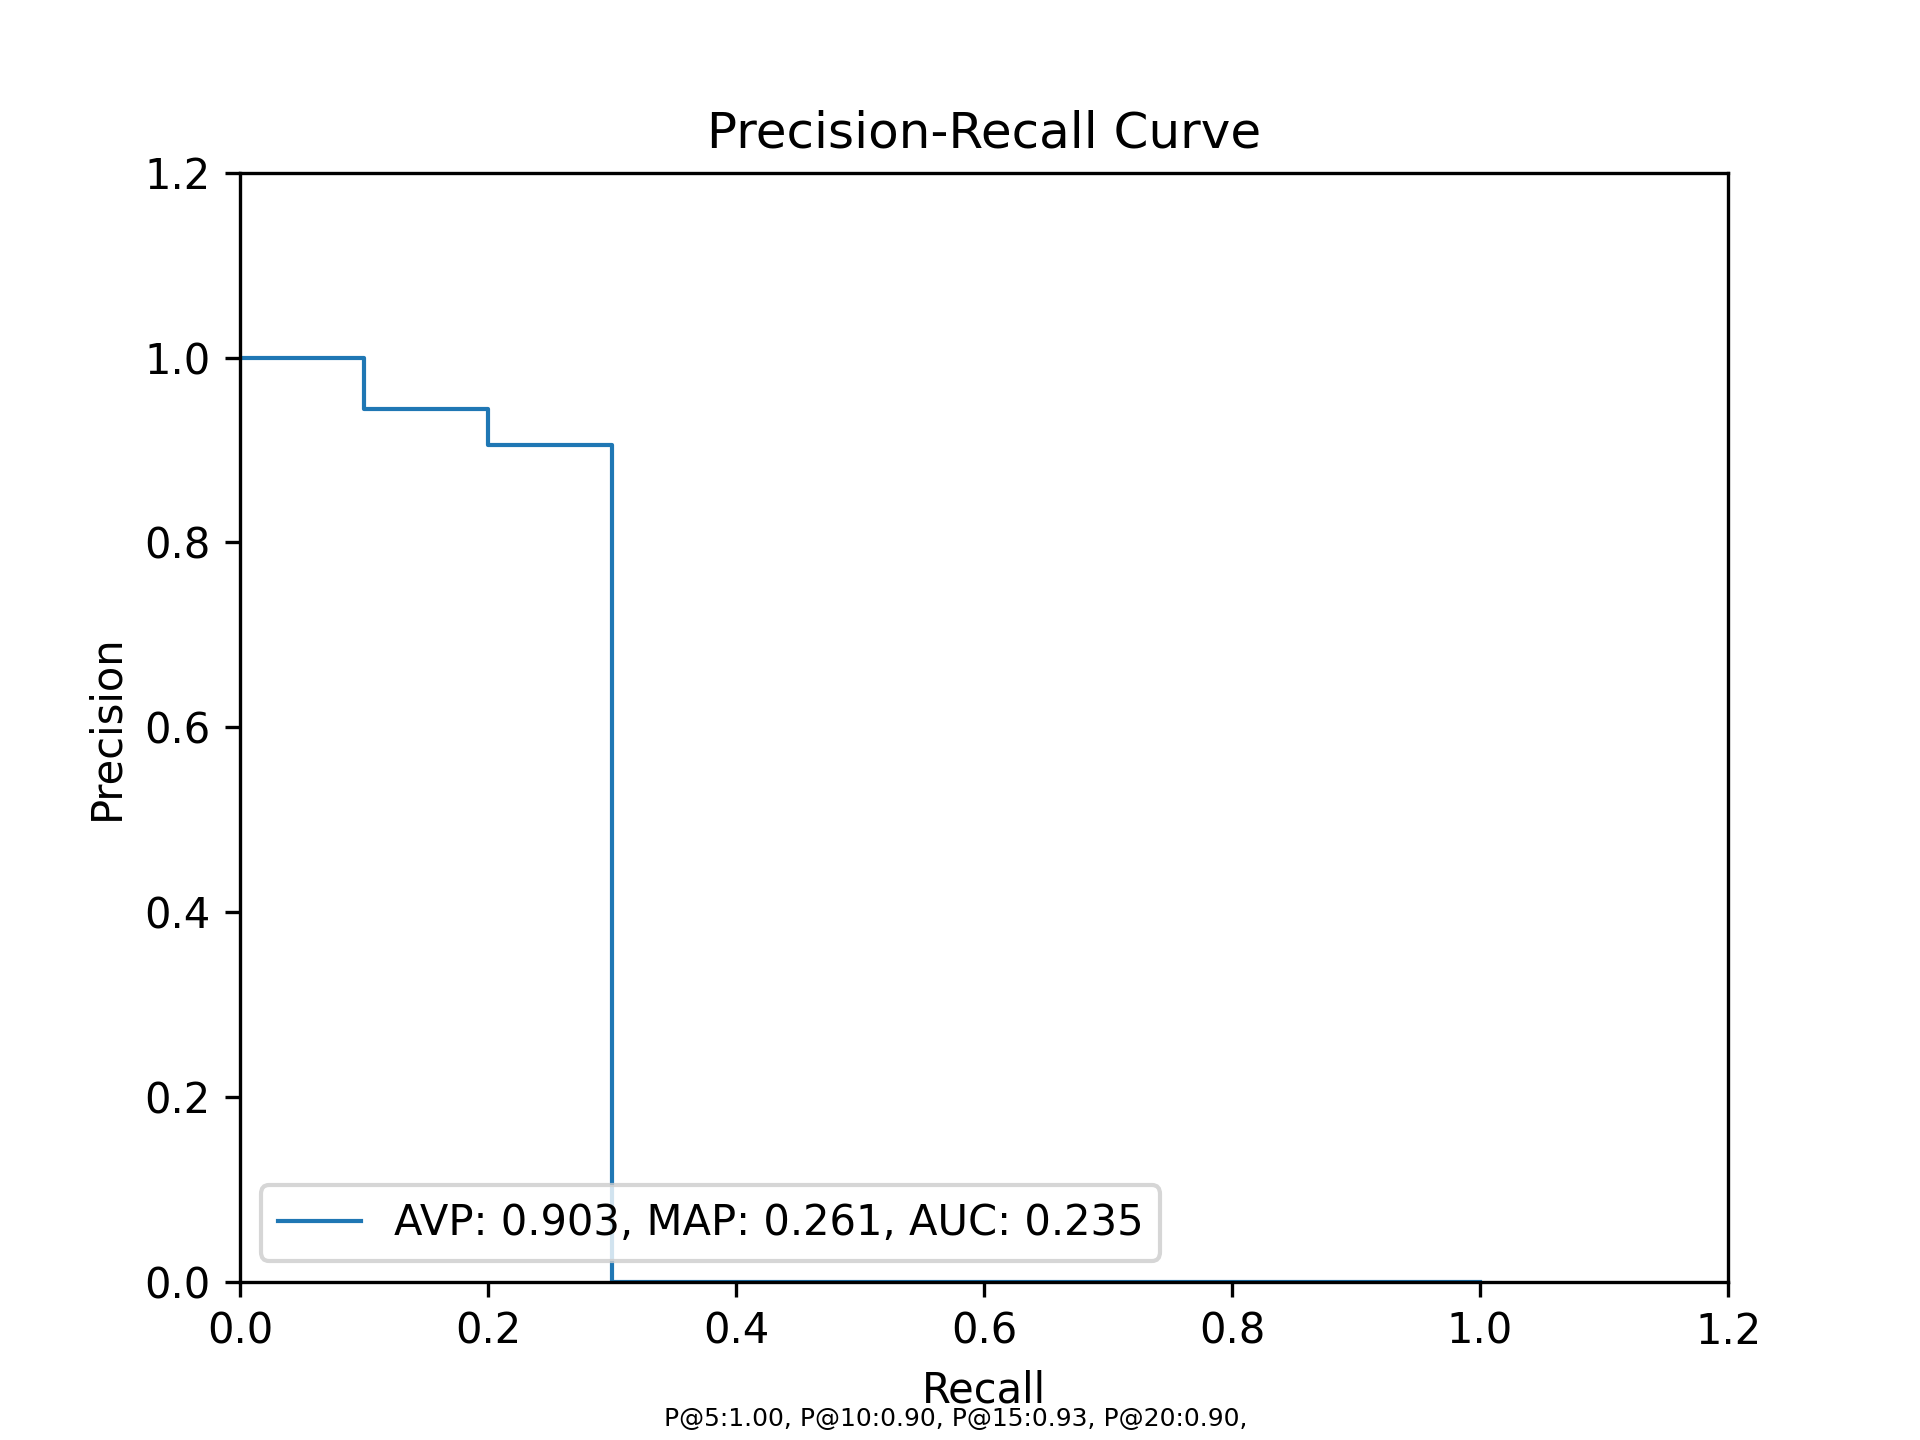 Precision-Recall Curve
1.2
1.0
0.8
0.6
0.4
0.2
0.0
Precision
AVP: 0.903, MAP: 0.261, AUC: 0.235
0.0 0.2 0.4 0.6 0.8 1.0 1.2
Recall
P@5:1.00, P@10:0.90, P@15:0.93, P@20:0.90,